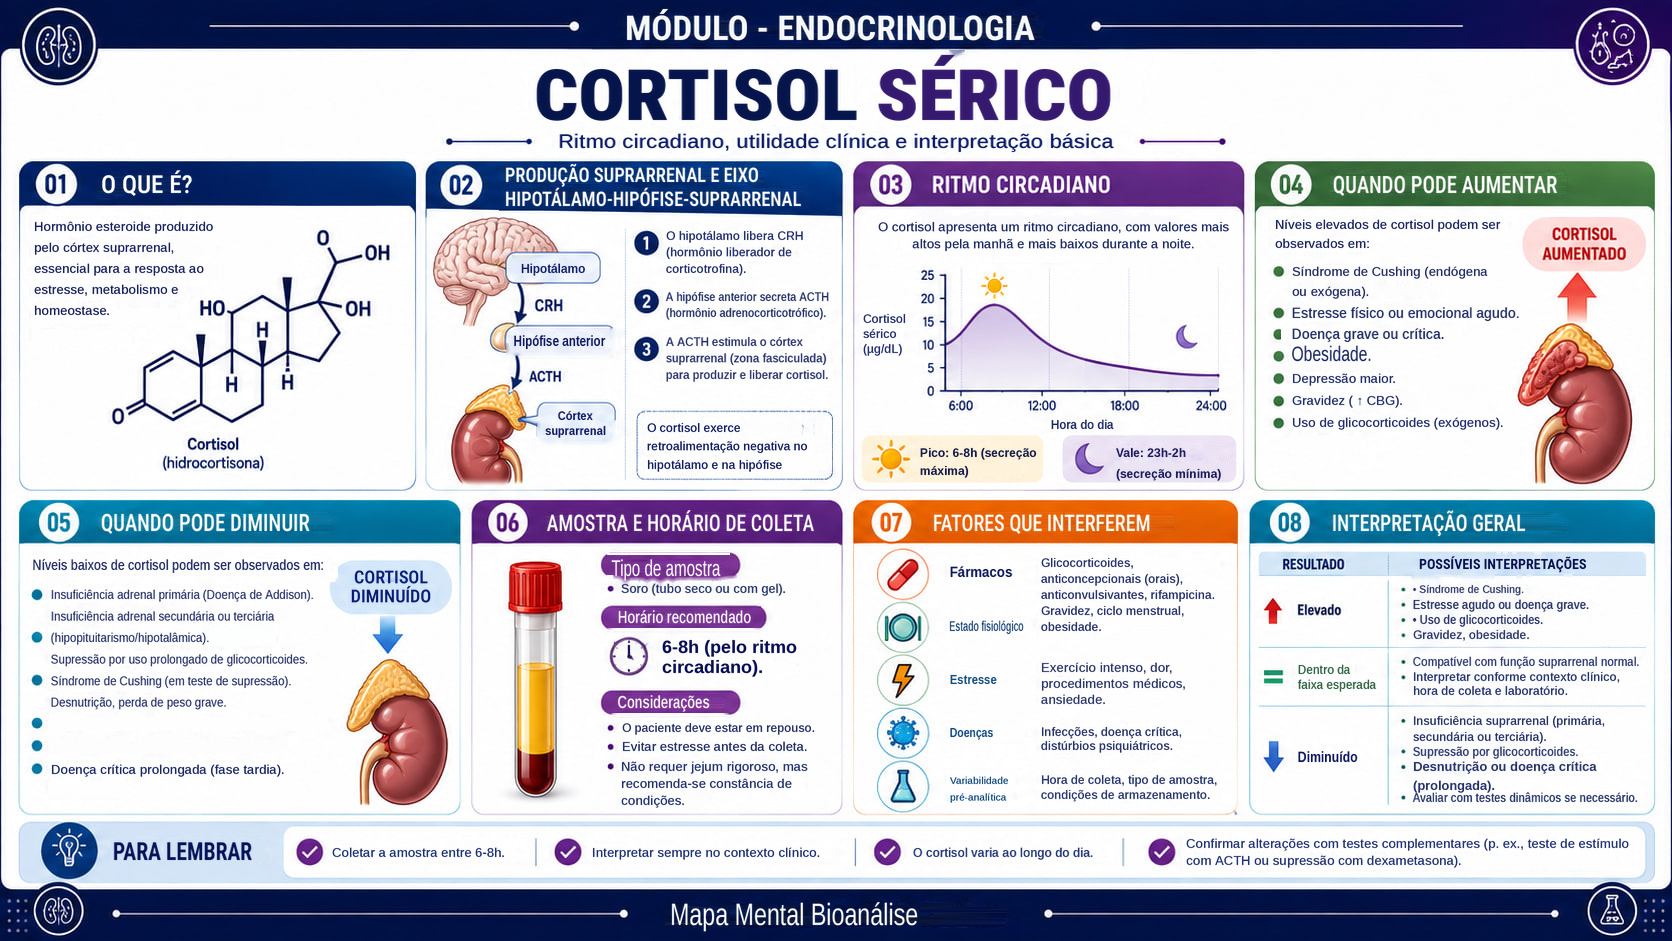 MÓDULO - ENDOCRINOLOGIA
CORTISOL SÉRICO
Ritmo circadiano, utilidade clínica e interpretação básica
01 O QUE É?
Hormônio esteroide produzido
pelo córtex suprarrenal,
essencial para a resposta ao
estresse, metabolismo e
homeostase.
O
OH
HO
OH
H
H
H
O
Cortisol
(hidrocortisona)
02 PRODUÇÃO SUPRARRENAL E EIXO
HIPOTÁLAMO-HIPÓFISE-SUPRARRENAL
Hipotálamo
CRH
Hipófise anterior
ACTH
Córtex
suprarrenal
1 O hipotálamo libera CRH
(hormônio liberador de
corticotrofina).
2 A hipófise anterior secreta ACTH
(hormônio adrenocorticotrófico).
3 A ACTH estimula o córtex
suprarrenal (zona fasciculada)
para produzir e liberar cortisol.
O cortisol exerce
retroalimentação negativa no
hipotálamo e na hipófise
03 RITMO CIRCADIANO
O cortisol apresenta um ritmo circadiano, com valores mais
altos pela manhã e mais baixos durante a noite.
Cortisol
sérico
(µg/dL)
25
20
15
10
5
0
6:00 12:00 18:00 24:00
Hora do dia
Pico: 6-8h (secreção
máxima)
Vale: 23h-2h
(secreção mínima)
04 QUANDO PODE AUMENTAR
Níveis elevados de cortisol podem ser
observados em:
Síndrome de Cushing (endógena
ou exógena).
Estresse físico ou emocional agudo.
Doença grave ou crítica.
Obesidade.
Depressão maior.
Gravidez ( ↑ CBG).
Uso de glicocorticoides (exógenos).
CORTISOL
AUMENTADO
05 QUANDO PODE DIMINUIR
Níveis baixos de cortisol podem ser observados em:
Insuficiência adrenal primária (Doença de Addison).
Insuficiência adrenal secundária ou terciária
(hipopituitarismo/hipotalâmica).
Supressão por uso prolongado de glicocorticoides.
Síndrome de Cushing (em teste de supressão).
Desnutrição, perda de peso grave.
Doença crítica prolongada (fase tardia).
CORTISOL
DIMINUÍDO
06 AMOSTRA E HORÁRIO DE COLETA
Tipo de amostra
• Soro (tubo seco ou com gel).
Horário recomendado
6-8h (pelo ritmo
circadiano).
Considerações
• O paciente deve estar em repouso.
• Evitar estresse antes da coleta.
• Não requer jejum rigoroso, mas
recomenda-se constância de
condições.
07 FATORES QUE INTERFEREM
Fármacos
Glicocorticoides,
anticoncepcionais (orais),
anticonvulsivantes, rifampicina.
Estado fisiológico
Gravidez, ciclo menstrual,
obesidade.
Estresse
Exercício intenso, dor,
procedimentos médicos,
ansiedade.
Doenças
Infecções, doença crítica,
distúrbios psiquiátricos.
Variabilidade
pré-analítica
Hora de coleta, tipo de amostra,
condições de armazenamento.
08 INTERPRETAÇÃO GERAL
RESULTADO POSSÍVEIS INTERPRETAÇÕES
Elevado
• • Síndrome de Cushing.
• Estresse agudo ou doença grave.
• • Uso de glicocorticoides.
• Gravidez, obesidade.
Dentro da
faixa esperada
• Compatível com função suprarrenal normal.
• Interpretar conforme contexto clínico,
hora de coleta e laboratório.
Diminuído
• Insuficiência suprarrenal (primária,
secundária ou terciária).
• Supressão por glicocorticoides.
• Desnutrição ou doença crítica
(prolongada).
• Avaliar com testes dinâmicos se necessário.
PARA LEMBRAR
Coletar a amostra entre 6-8h.
Interpretar sempre no contexto clínico.
O cortisol varia ao longo do dia.
Confirmar alterações com testes complementares (p. ex., teste de estímulo
com ACTH ou supressão com dexametasona).
Mapa Mental Bioanálise